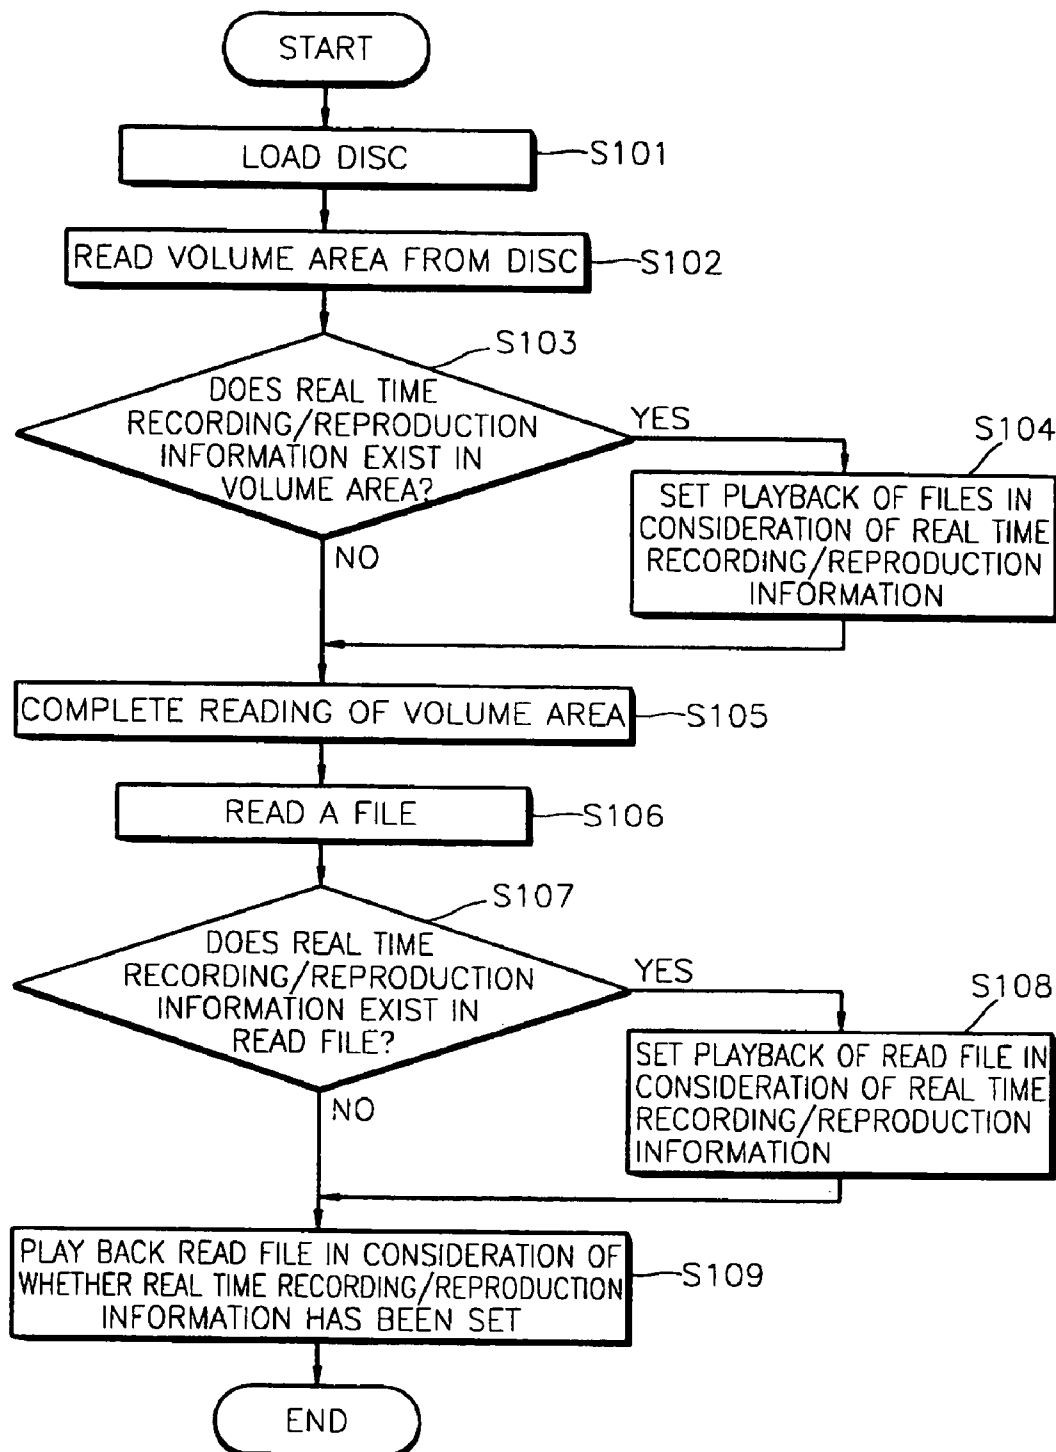 START
LOAD DISC
S101
READ VOLUME AREA FROM DISC
S102
S103
DOES REAL TIME
RECORDING/REPRODUCTION
INFORMATION EXIST IN
VOLUME AREA?
YES
NO
S104
SET PLAYBACK OF FILES IN
CONSIDERATION OF REAL TIME
RECORDING/REPRODUCTION
INFORMATION
COMPLETE READING OF VOLUME AREA
S105
READ A FILE
S106
S107
DOES REAL TIME
RECORDING/REPRODUCTION
INFORMATION EXIST IN
READ FILE?
YES
NO
S108
SET PLAYBACK OF READ FILE IN
CONSIDERATION OF REAL TIME
RECORDING/REPRODUCTION
INFORMATION
PLAY BACK READ FILE IN CONSIDERATION OF
WHETHER REAL TIME RECORDING/REPRODUCTION
INFORMATION HAS BEEN SET
S109
END